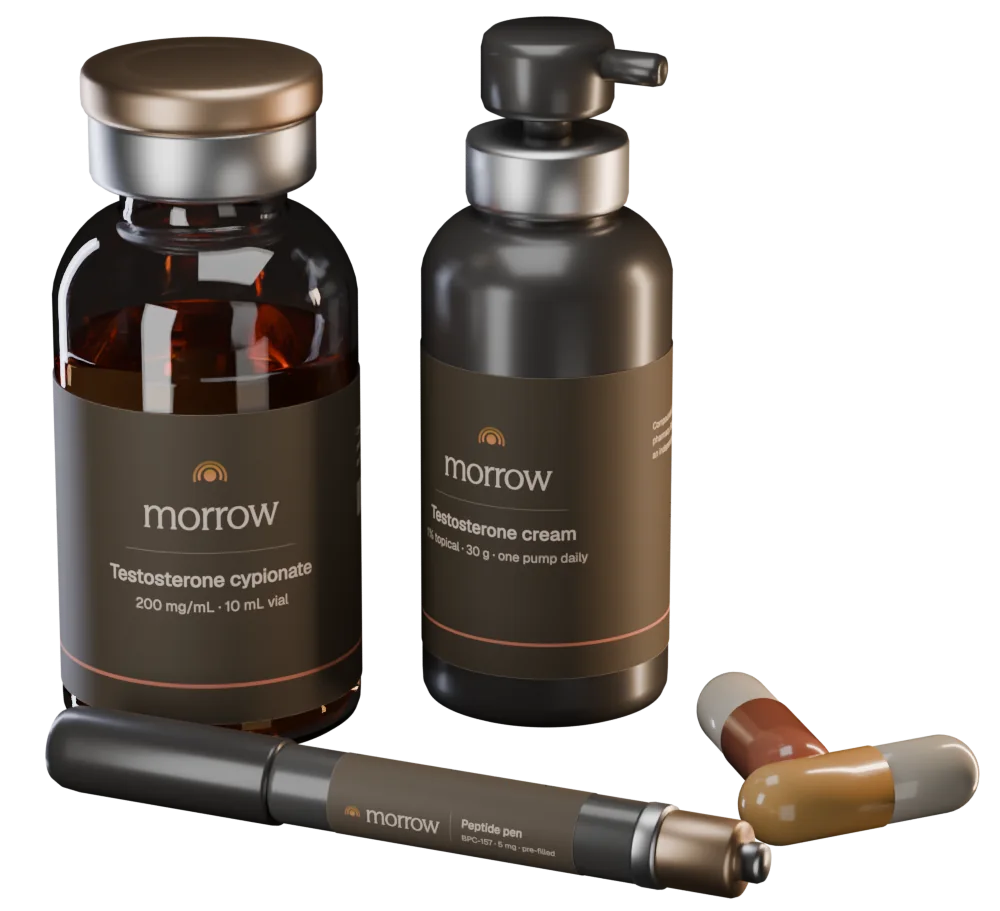 morrow
Testosterone cypionate
200 mg/mL · 10 mL vial
morrow
Testosterone cream
1% topical · 30 g · one pump daily
morrow
Peptide pen
BPC-157 · 5 mg · pre-filled